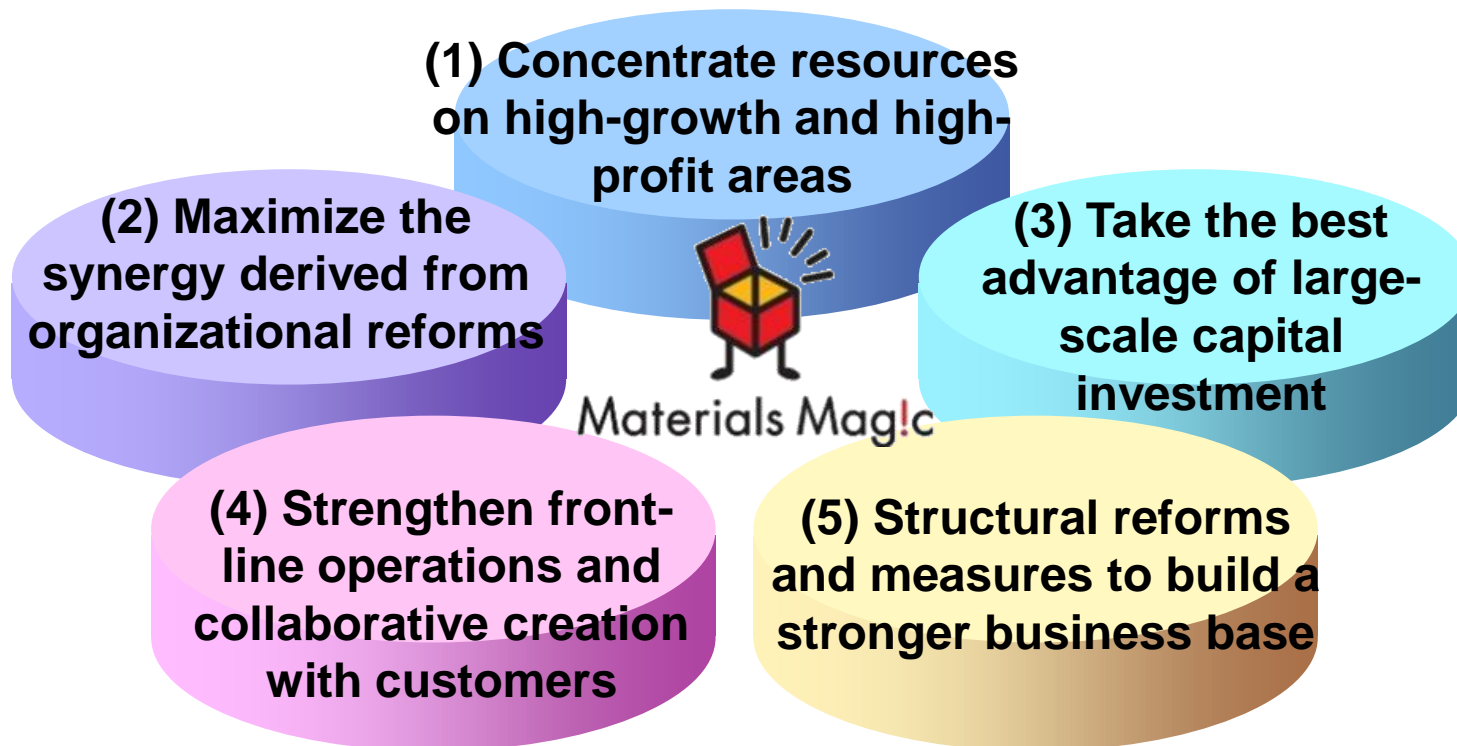 (1) Concentrate resources
on high-growth and high-
profit areas
(2) Maximize the
synergy derived from
organizational reforms
(3) Take the best
advantage of large-
scale capital
investment
Materials Mag!c
(4) Strengthen front-
line operations and
collaborative creation
with customers
(5) Structural reforms
and measures to build a
stronger business base